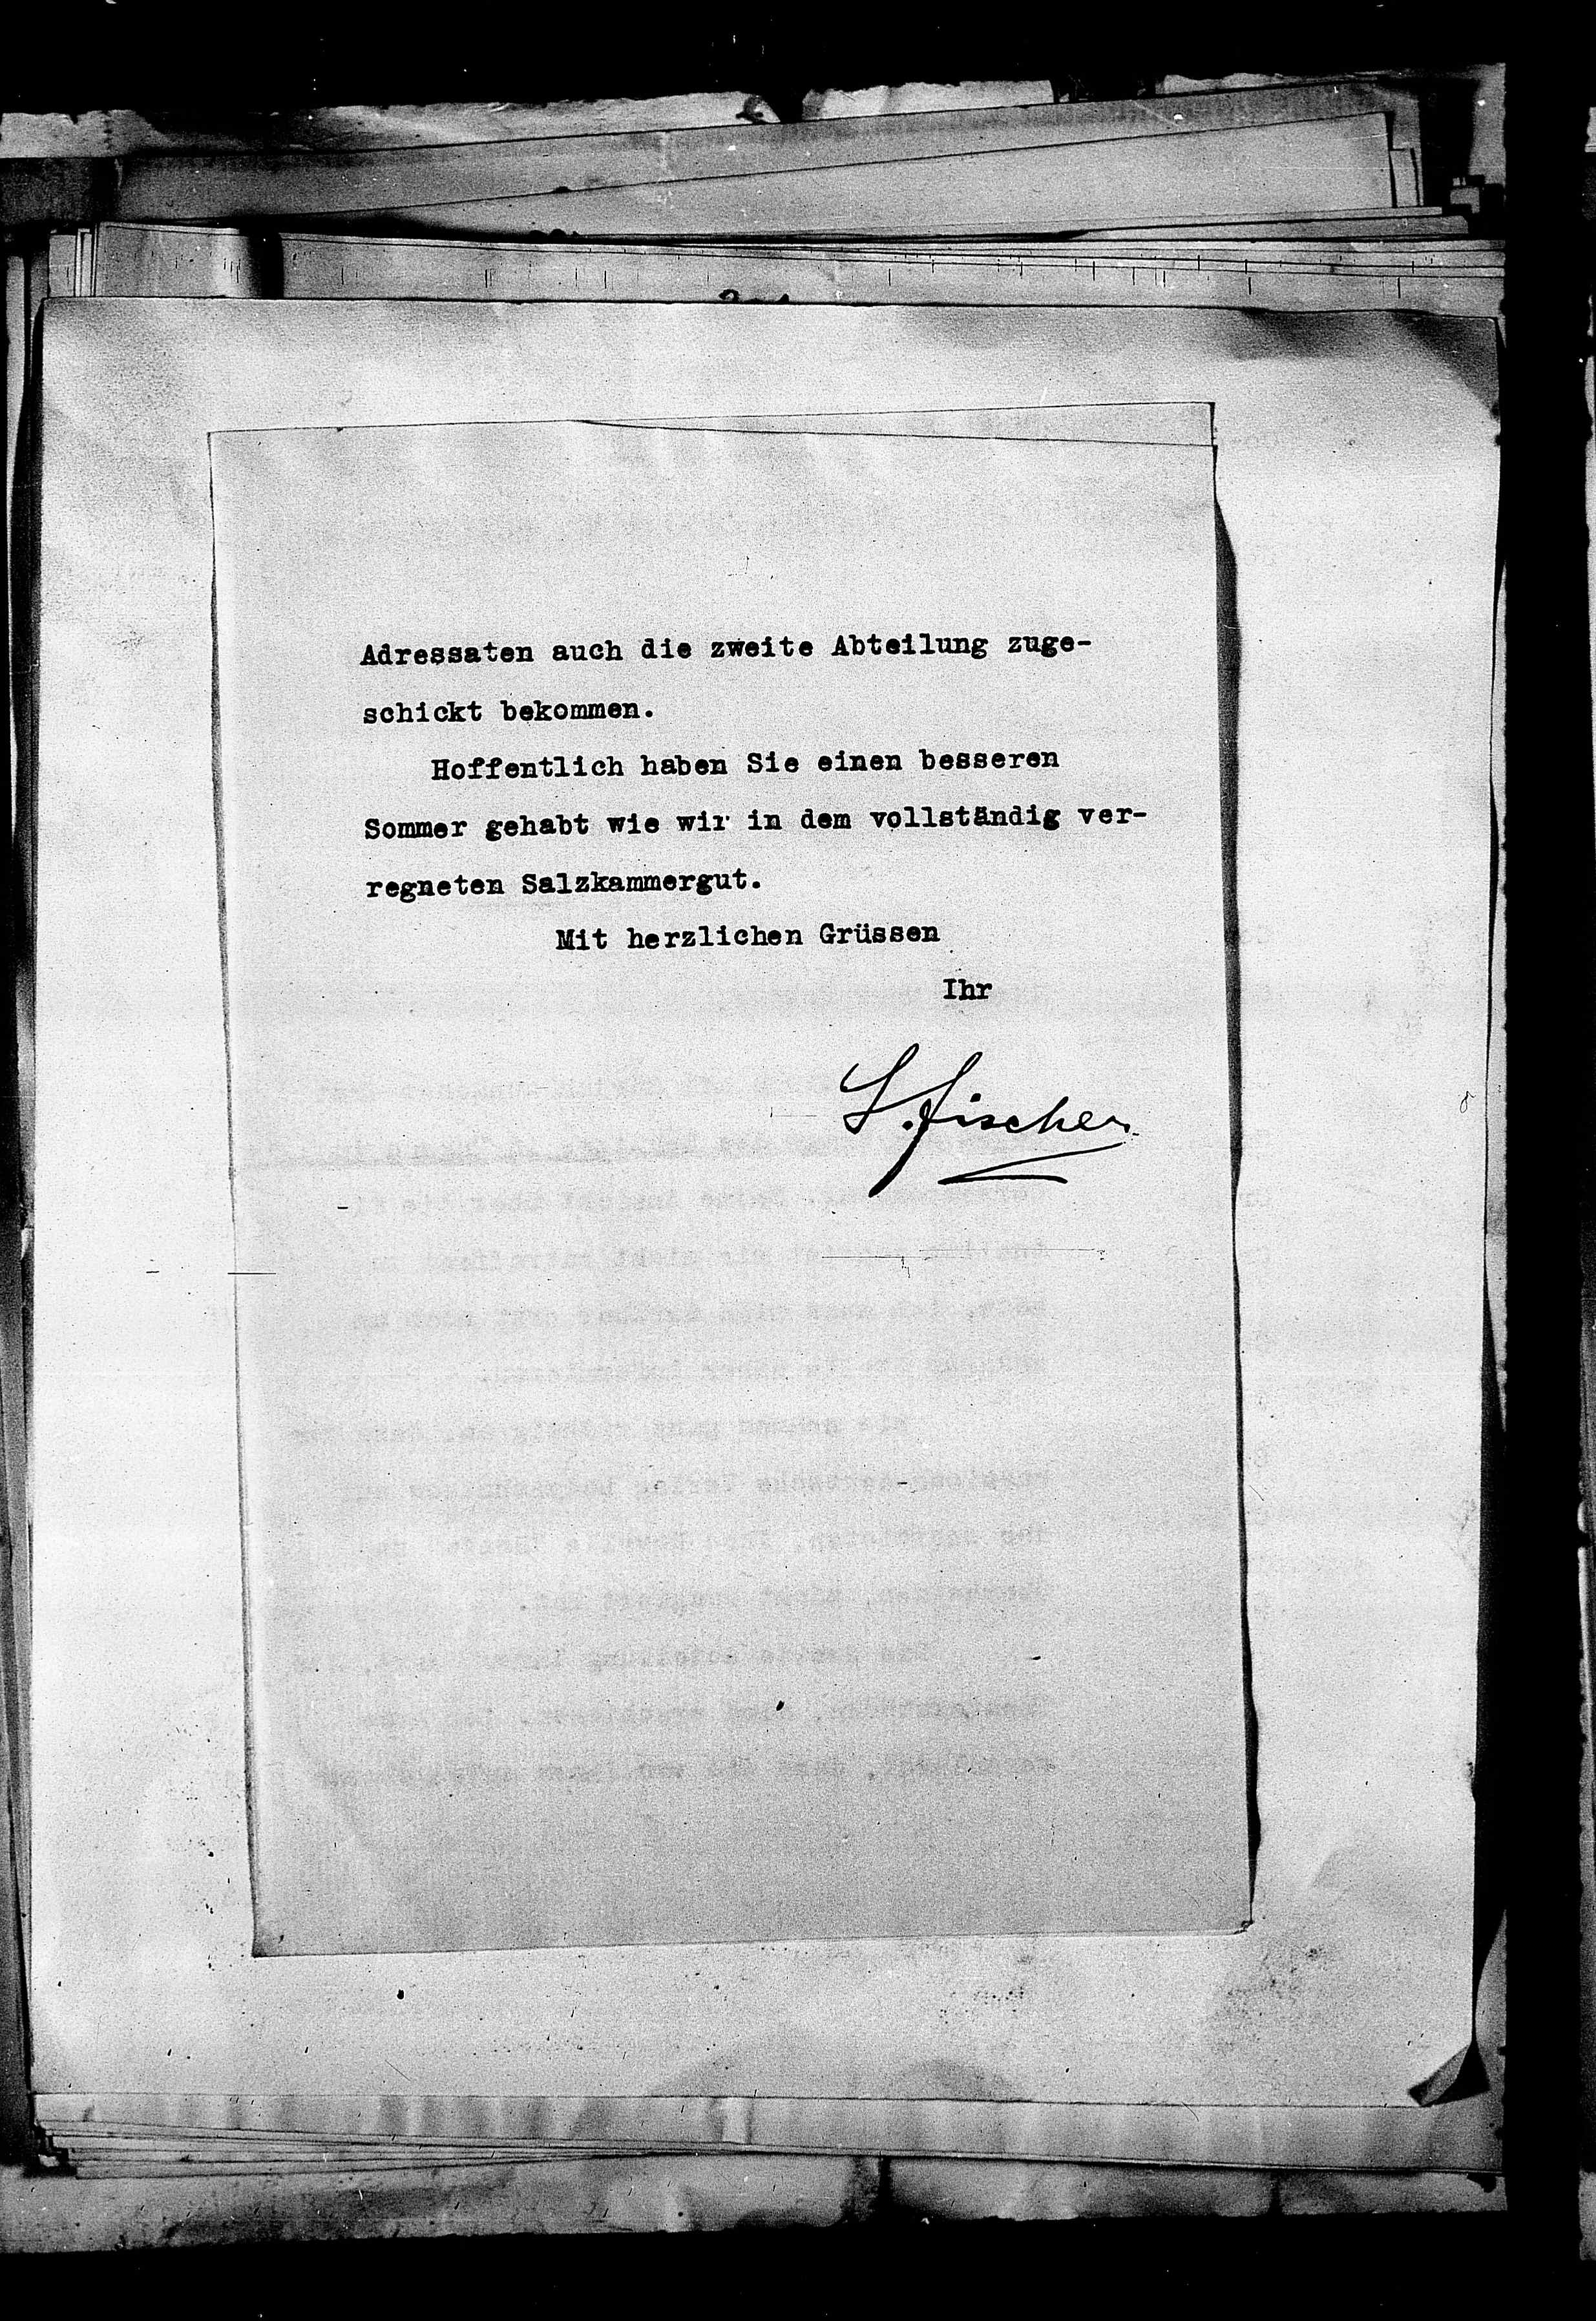 Adressaten auch die zweite Abteilung zuge-
schickt bekommen.
Hoffentlich haben Sie einen besseren
Sommer gehabt wie wir in dem vollständig ver-
regneten Salzkammergut.
Mit herzlichen Grüssen
Ihr
S. Fischer